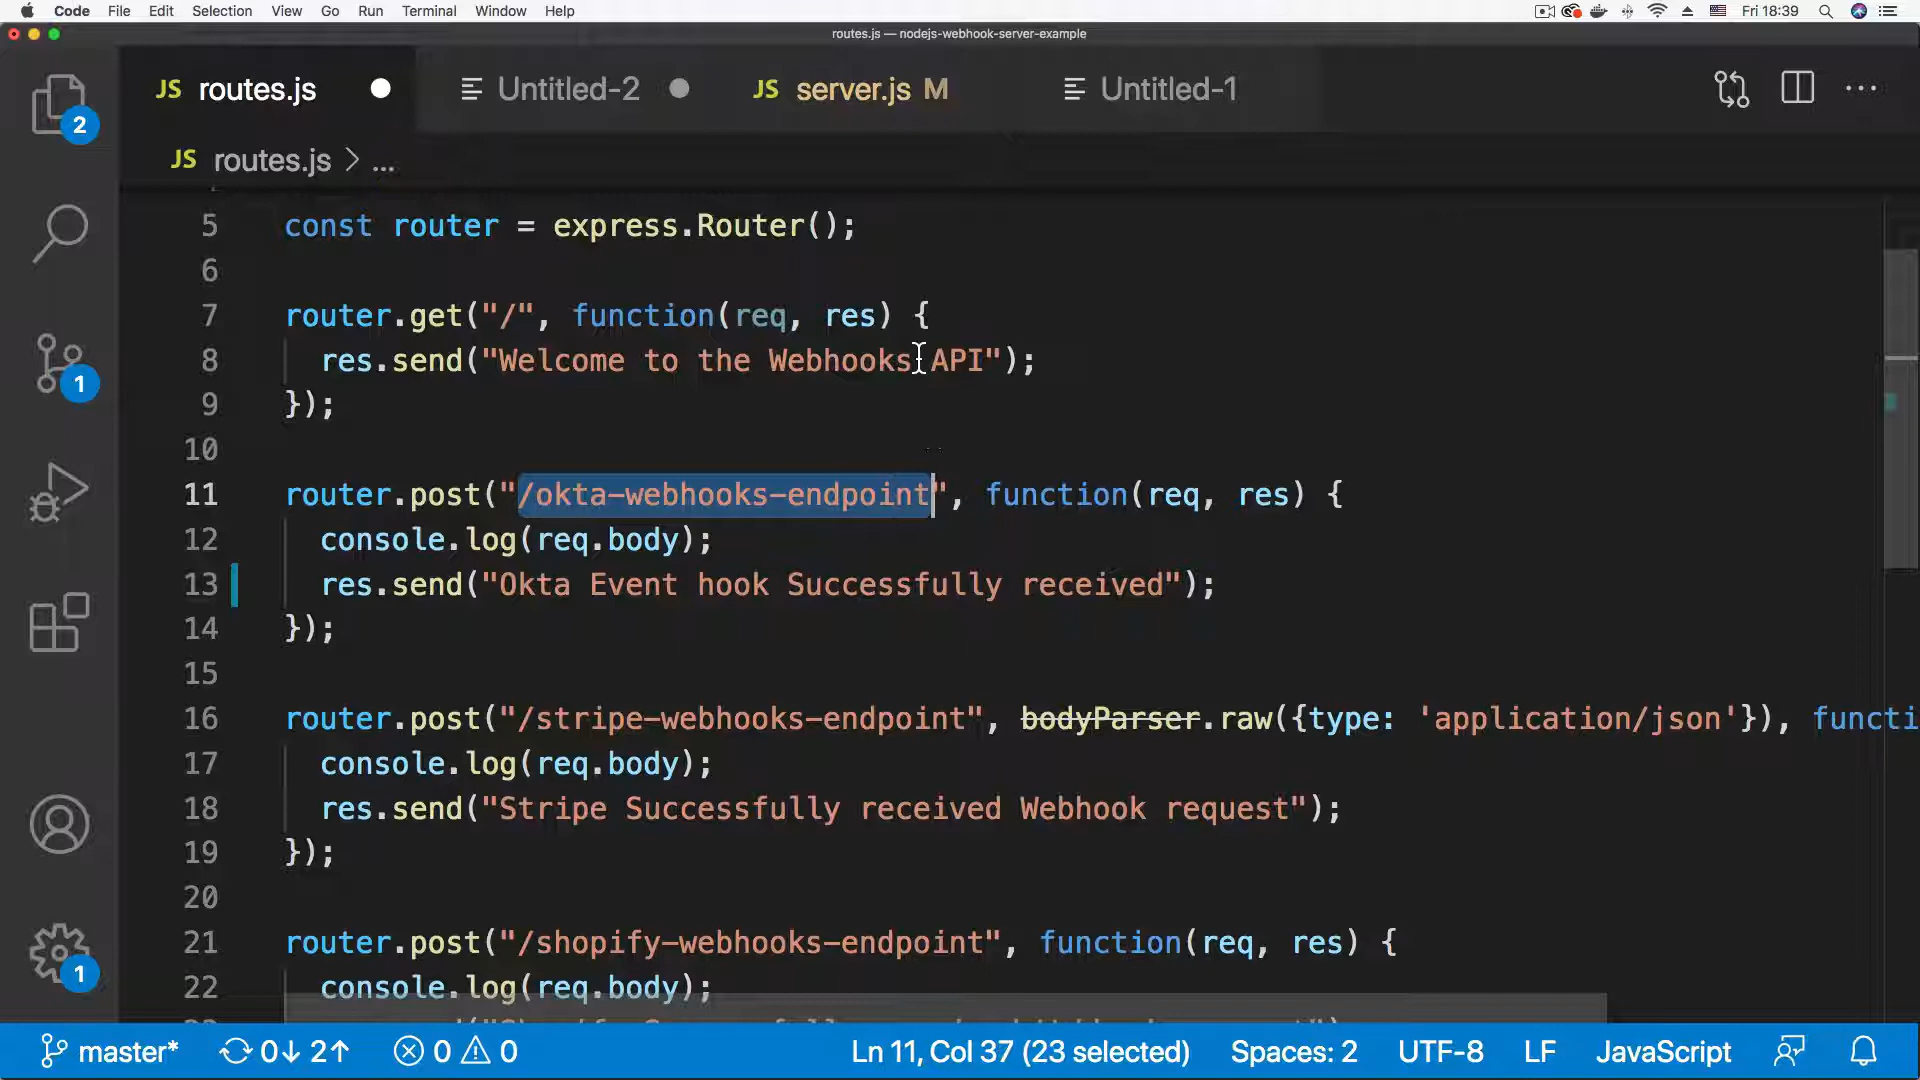 Code File Edit Selection View Go Run Terminal Window Help Fri 18:39
routes.js — nodejs-webhook-server-example
JS routes.js Untitled-2 JS server.js M Untitled-1
2
JS routes.js > ...
5 const router = express.Router();
6
7 router.get("/", function(req, res) {
8 res.send("Welcome to the Webhooks API");
9 });
10
11 router.post("/okta-webhooks-endpoint", function(req, res) {
12 console.log(req.body);
13 res.send("Okta Event hook Successfully received");
14 });
15
16 router.post("/stripe-webhooks-endpoint", bodyParser.raw({type: 'application/json'}), functi
17 console.log(req.body);
18 res.send("Stripe Successfully received Webhook request");
19 });
20
21 router.post("/shopify-webhooks-endpoint", function(req, res) {
22 console.log(req.body);
1
1
master* 0↓ 2↑ 0 0 Ln 11, Col 37 (23 selected) Spaces: 2 UTF-8 LF JavaScript